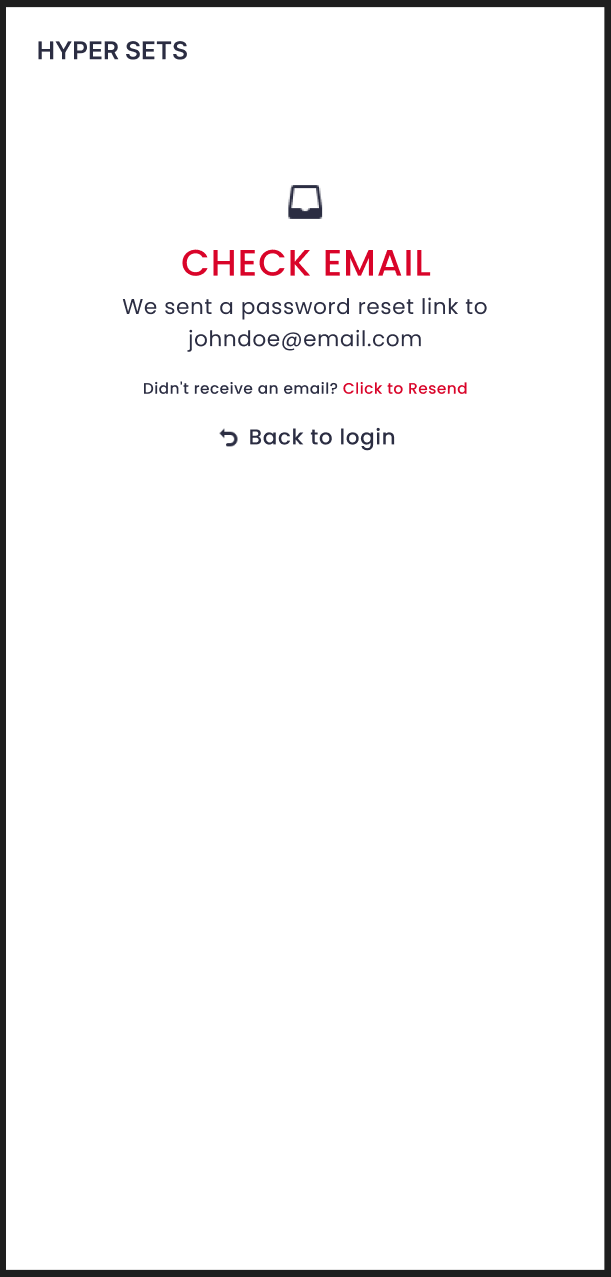 HYPER SETS
CHECK EMAIL
We sent a password reset link to
johndoe@email.com
Didn't receive an email? Click to Resend
Back to login